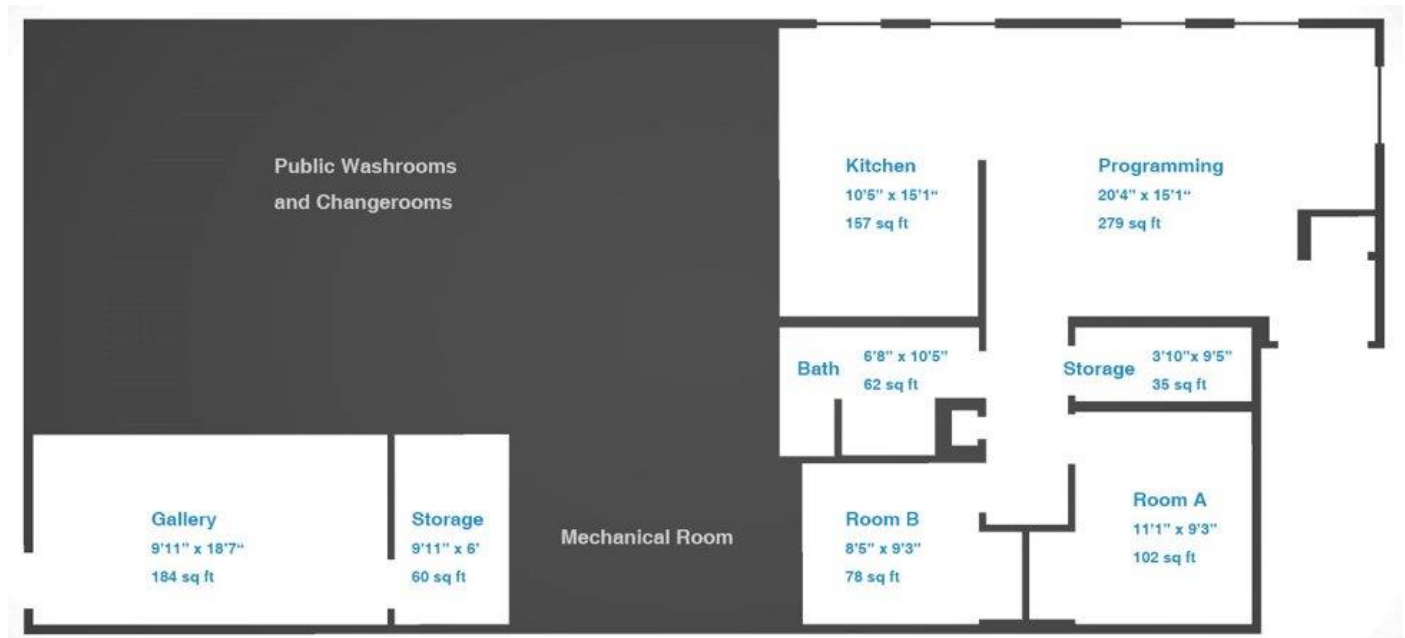 Public Washrooms
and Changerooms
Kitchen
10'5" x 15'1"
157 sq ft
Programming
20'4" x 15'1"
279 sq ft
Bath
6'8" x 10'5"
62 sq ft
Storage
3'10"x 9'5"
35 sq ft
Gallery
9'11" x 18'7"
184 sq ft
Storage
9'11" x 6'
60 sq ft
Mechanical Room
Room B
8'5" x 9'3"
78 sq ft
Room A
11'1" x 9'3"
102 sq ft